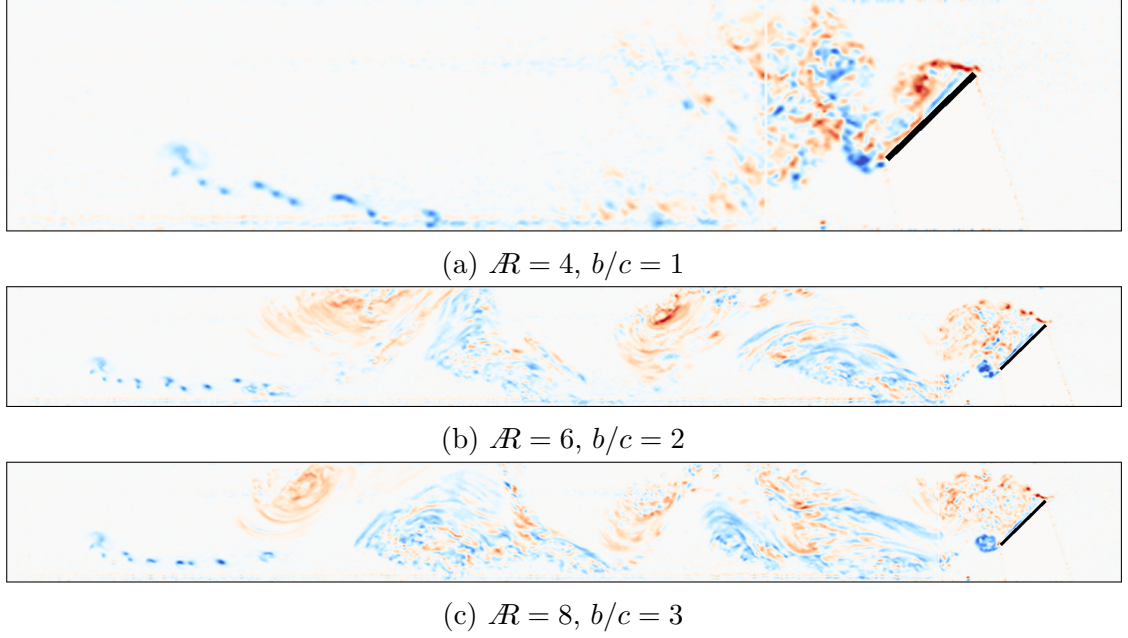 (a) Æ = 4, b/c = 1
(b) Æ = 6, b/c = 2
(c) Æ = 8, b/c = 3